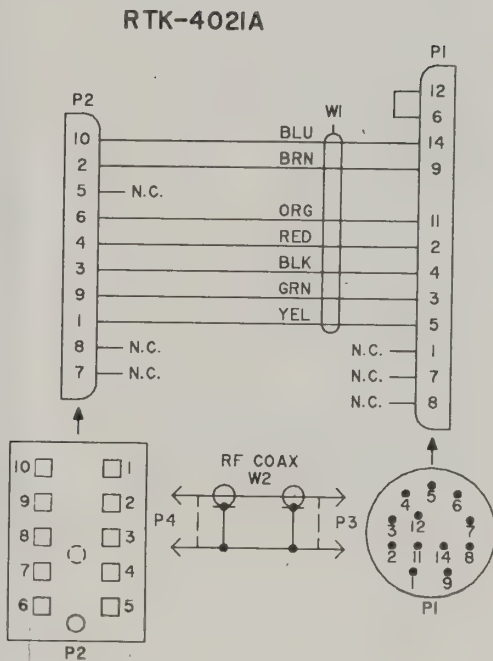 RTK-4021A
P1
P2
W1
12
6
10 BLU 14
2 BRN 9
5 N.C.
6 ORG 11
4 RED 2
3 BLK 4
9 GRN 3
1 YEL 5
8 N.C.
N.C. 1
7 N.C.
N.C. 7
N.C. 8
10 1
9 2
8 3
7 4
6 5
P2
RF COAX
W2
P4 P3
5
4 6
3 12 7
2 11 14 8
1 9
P1